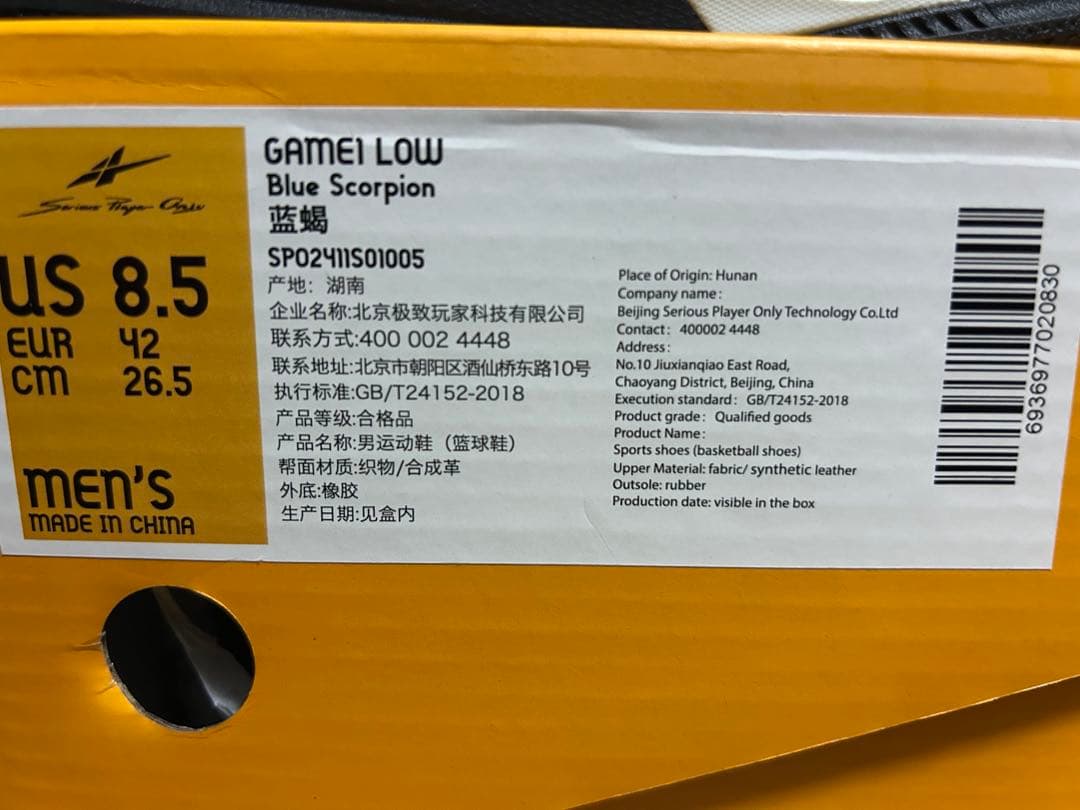 Serious Player Only
US 8.5
EUR 42
CM 26.5
MEN'S
MADE IN CHINA
GAME1 LOW
Blue Scorpion
蓝蝎
SP02411S01005
产地：湖南
企业名称:北京极致玩家科技有限公司
联系方式:400 002 4448
联系地址:北京市朝阳区酒仙桥东路10号
执行标准:GB/T24152-2018
产品等级:合格品
产品名称:男运动鞋（篮球鞋）
帮面材质:织物/合成革
外底:橡胶
生产日期:见盒内
Place of Origin: Hunan
Company name :
Beijing Serious Player Only Technology Co.Ltd
Contact： 400002 4448
Address :
No.10 Jiuxianqiao East Road,
Chaoyang District, Beijing, China
Execution standard： GB/T24152-2018
Product grade： Qualified goods
Product Name :
Sports shoes (basketball shoes)
Upper Material: fabric/ synthetic leather
Outsole: rubber
Production date: visible in the box
6936977020830